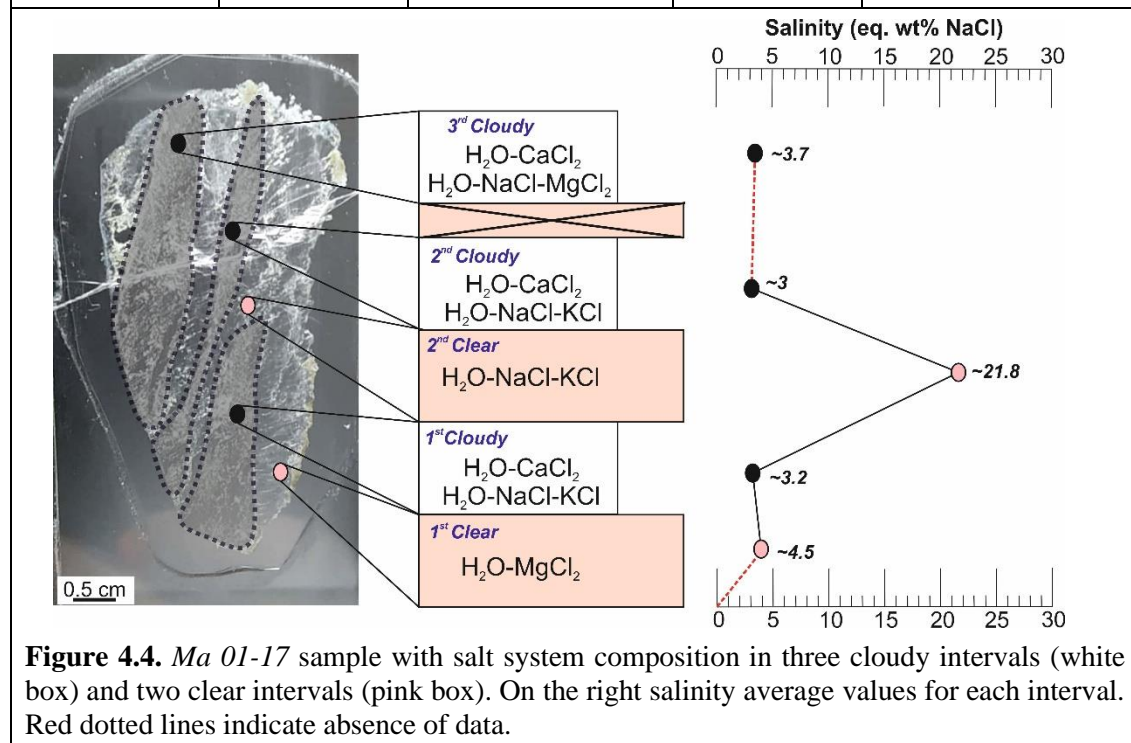 Salinity (eq. wt% NaCl)
0 5 10 15 20 25 30
3rd Cloudy
H2O-CaCl2
H2O-NaCl-MgCl2
~3.7
2nd Cloudy
H2O-CaCl2
H2O-NaCl-KCl
~3
2nd Clear
H2O-NaCl-KCl
~21.8
1st Cloudy
H2O-CaCl2
H2O-NaCl-KCl
~3.2
1st Clear
H2O-MgCl2
~4.5
0.5 cm
0 5 10 15 20 25 30
Figure 4.4. Ma 01-17 sample with salt system composition in three cloudy intervals (white
box) and two clear intervals (pink box). On the right salinity average values for each interval.
Red dotted lines indicate absence of data.